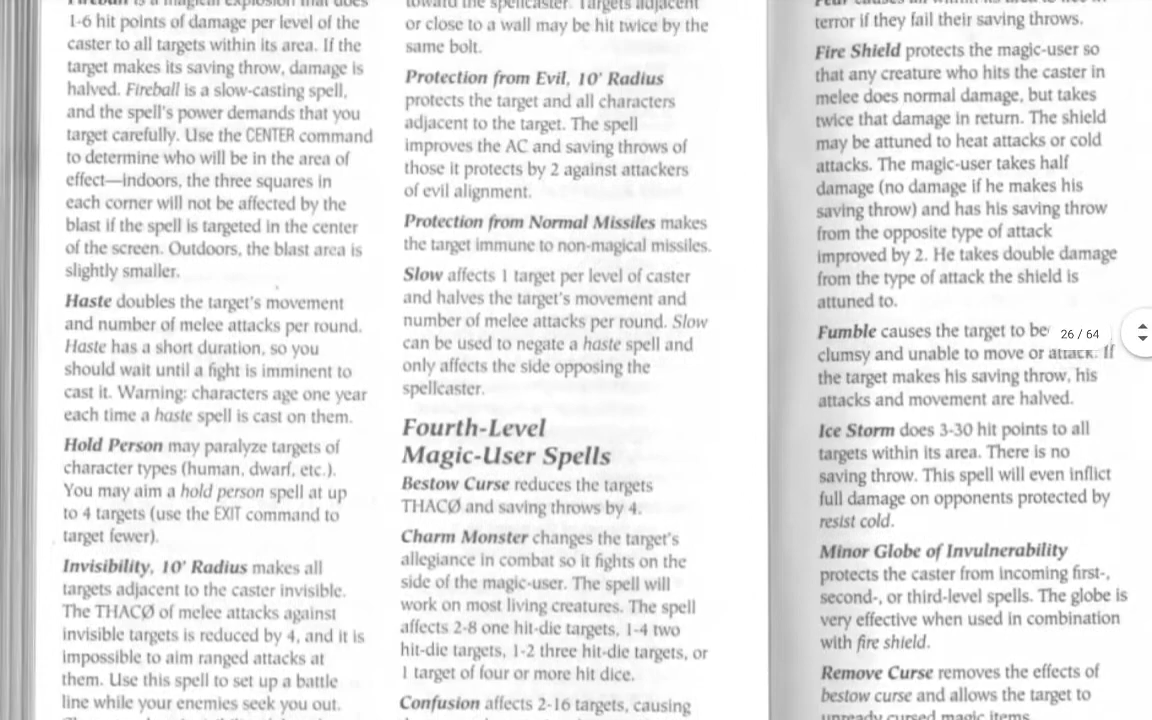 Fireball is a magical explosion that does
1-6 hit points of damage per level of the
caster to all targets within its area. If the
target makes its saving throw, damage is
halved. Fireball is a slow-casting spell,
and the spell's power demands that you
target carefully. Use the CENTER command
to determine who will be in the area of
effect—indoors, the three squares in
each corner will not be affected by the
blast if the spell is targeted in the center
of the screen. Outdoors, the blast area is
slightly smaller.
Haste doubles the target's movement
and number of melee attacks per round.
Haste has a short duration, so you
should wait until a fight is imminent to
cast it. Warning: characters age one year
each time a haste spell is cast on them.
Hold Person may paralyze targets of
character types (human, dwarf, etc.).
You may aim a hold person spell at up
to 4 targets (use the EXIT command to
target fewer).
Invisibility, 10' Radius makes all
targets adjacent to the caster invisible.
The THACØ of melee attacks against
invisible targets is reduced by 4, and it is
impossible to aim ranged attacks at
them. Use this spell to set up a battle
line while your enemies seek you out.
toward the spellcaster. Targets adjacent
or close to a wall may be hit twice by the
same bolt.
Protection from Evil, 10' Radius
protects the target and all characters
adjacent to the target. The spell
improves the AC and saving throws of
those it protects by 2 against attackers
of evil alignment.
Protection from Normal Missiles makes
the target immune to non-magical missiles.
Slow affects 1 target per level of caster
and halves the target's movement and
number of melee attacks per round. Slow
can be used to negate a haste spell and
only affects the side opposing the
spellcaster.
Fourth-Level
Magic-User Spells
Bestow Curse reduces the targets
THACØ and saving throws by 4.
Charm Monster changes the target's
allegiance in combat so it fights on the
side of the magic-user. The spell will
work on most living creatures. The spell
affects 2-8 one hit-die targets, 1-4 two
hit-die targets, 1-2 three hit-die targets, or
1 target of four or more hit dice.
Confusion affects 2-16 targets, causing
terror if they fail their saving throws.
Fire Shield protects the magic-user so
that any creature who hits the caster in
melee does normal damage, but takes
twice that damage in return. The shield
may be attuned to heat attacks or cold
attacks. The magic-user takes half
damage (no damage if he makes his
saving throw) and has his saving throw
from the opposite type of attack
improved by 2. He takes double damage
from the type of attack the shield is
attuned to.
Fumble causes the target to be
26 / 64
clumsy and unable to move or attack. If
the target makes his saving throw, his
attacks and movement are halved.
Ice Storm does 3-30 hit points to all
targets within its area. There is no
saving throw. This spell will even inflict
full damage on opponents protected by
resist cold.
Minor Globe of Invulnerability
protects the caster from incoming first-,
second-, or third-level spells. The globe is
very effective when used in combination
with fire shield.
Remove Curse removes the effects of
bestow curse and allows the target to
unready cursed magic items.